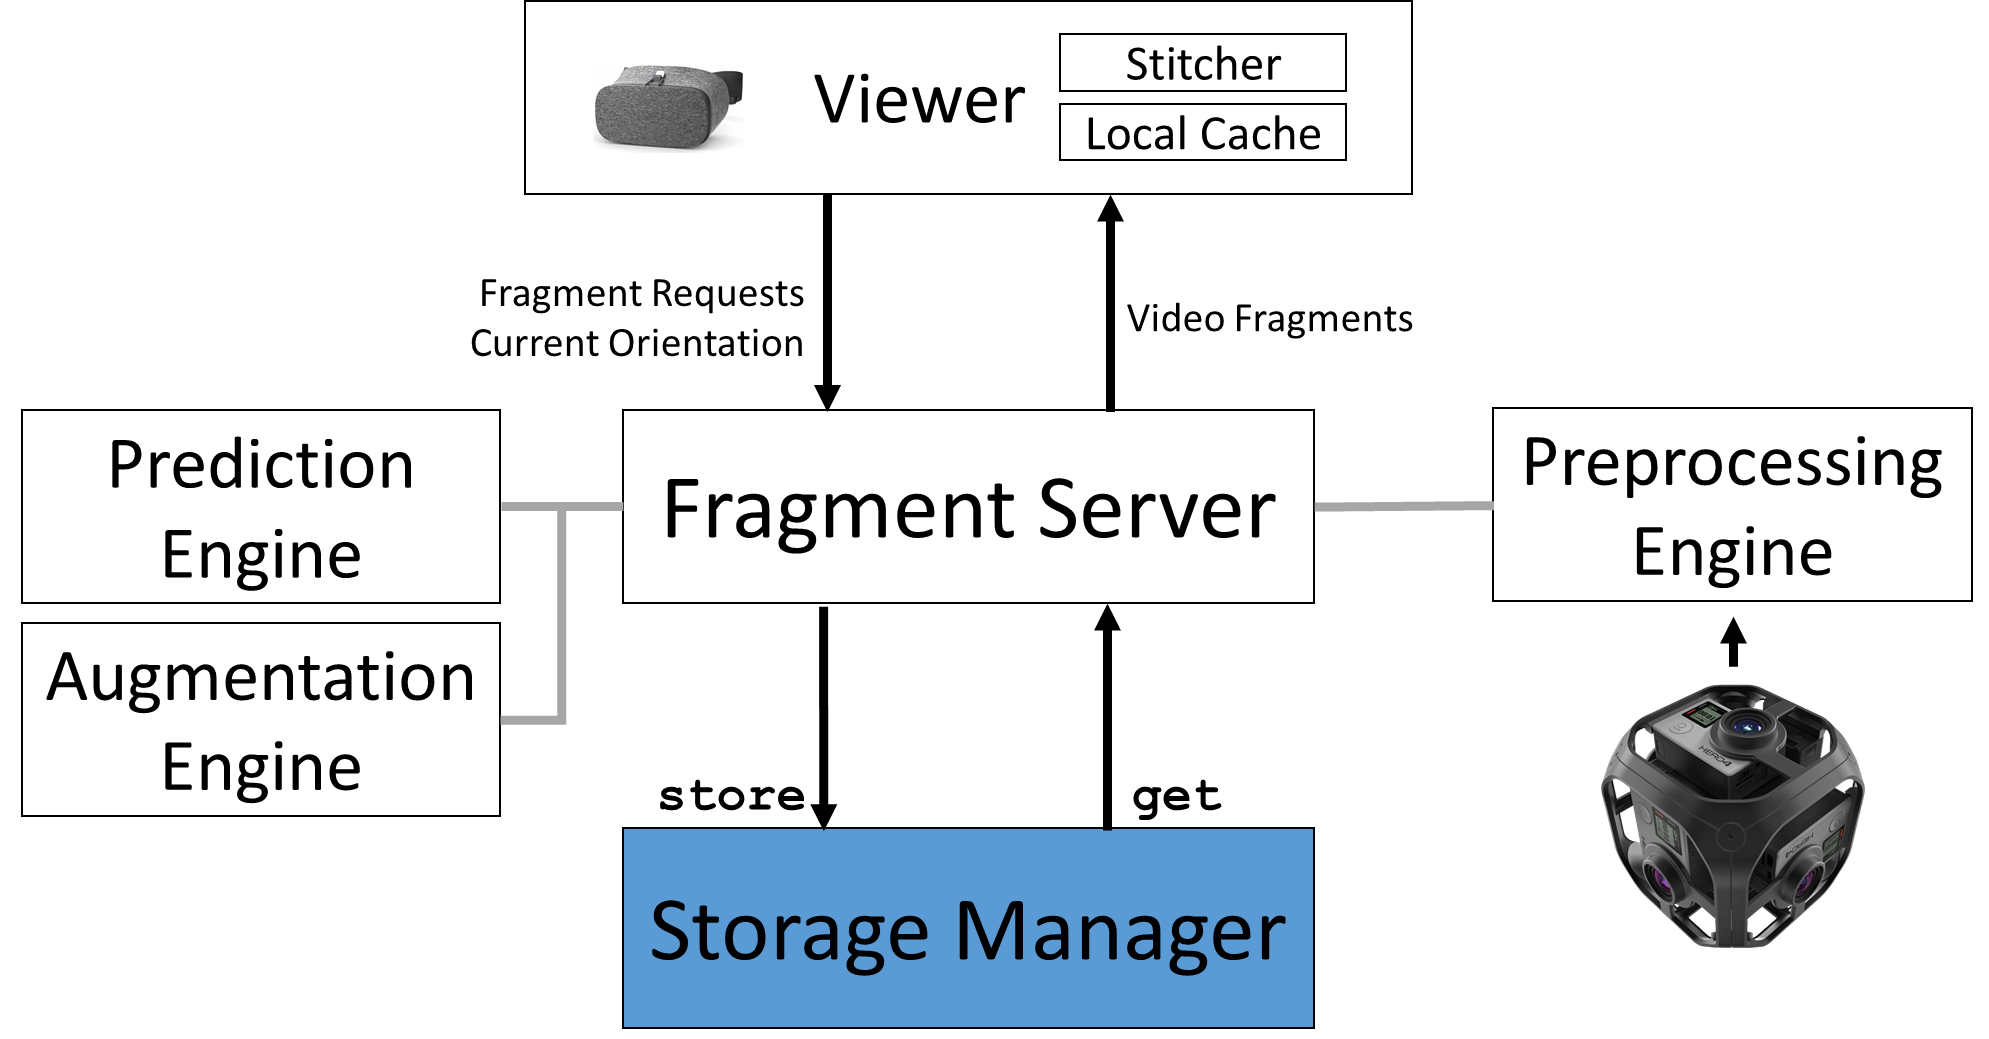 Viewer
Stitcher
Local Cache
Fragment Requests
Current Orientation
Video Fragments
Prediction
Engine
Fragment Server
Preprocessing
Engine
Augmentation
Engine
store
get
Storage Manager
HERO4